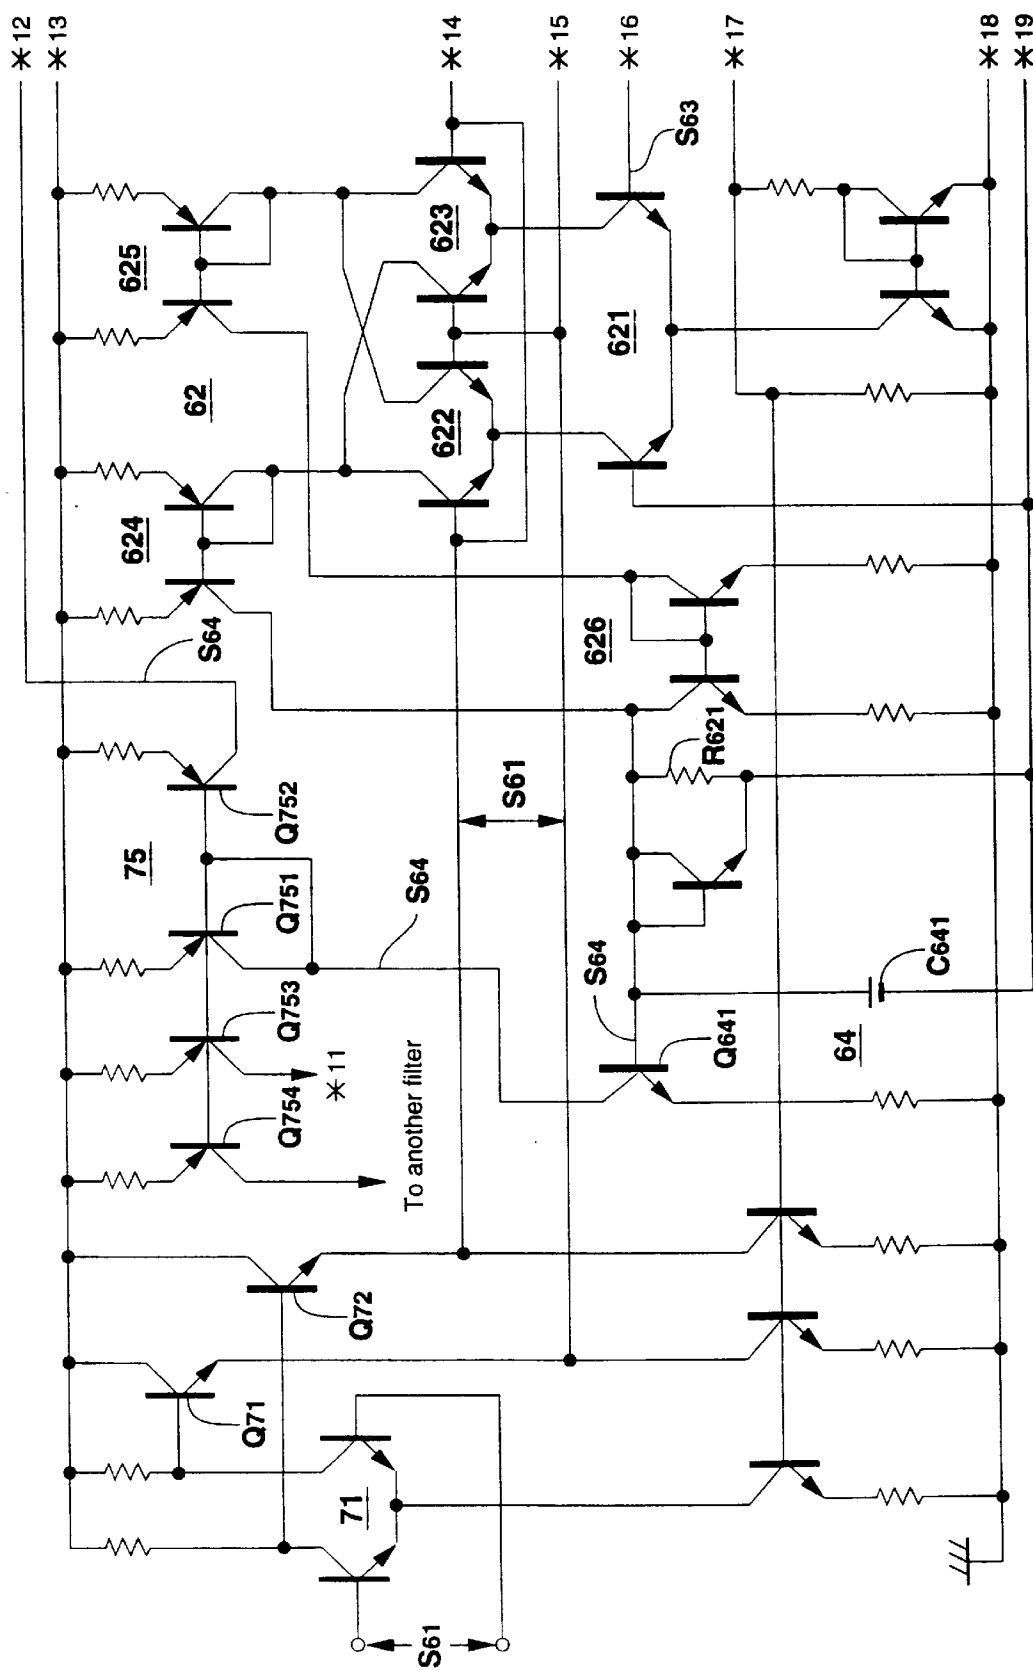 ✳12
✳13
✳14
✳15
✳16
✳17
✳18
✳19
S63
625
623
621
62
622
624
626
S64
R621
Q752
S61
75
Q751
S64
S64
C641
Q753
Q641
64
✳11
Q754
To another filter
Q72
Q71
71
S61